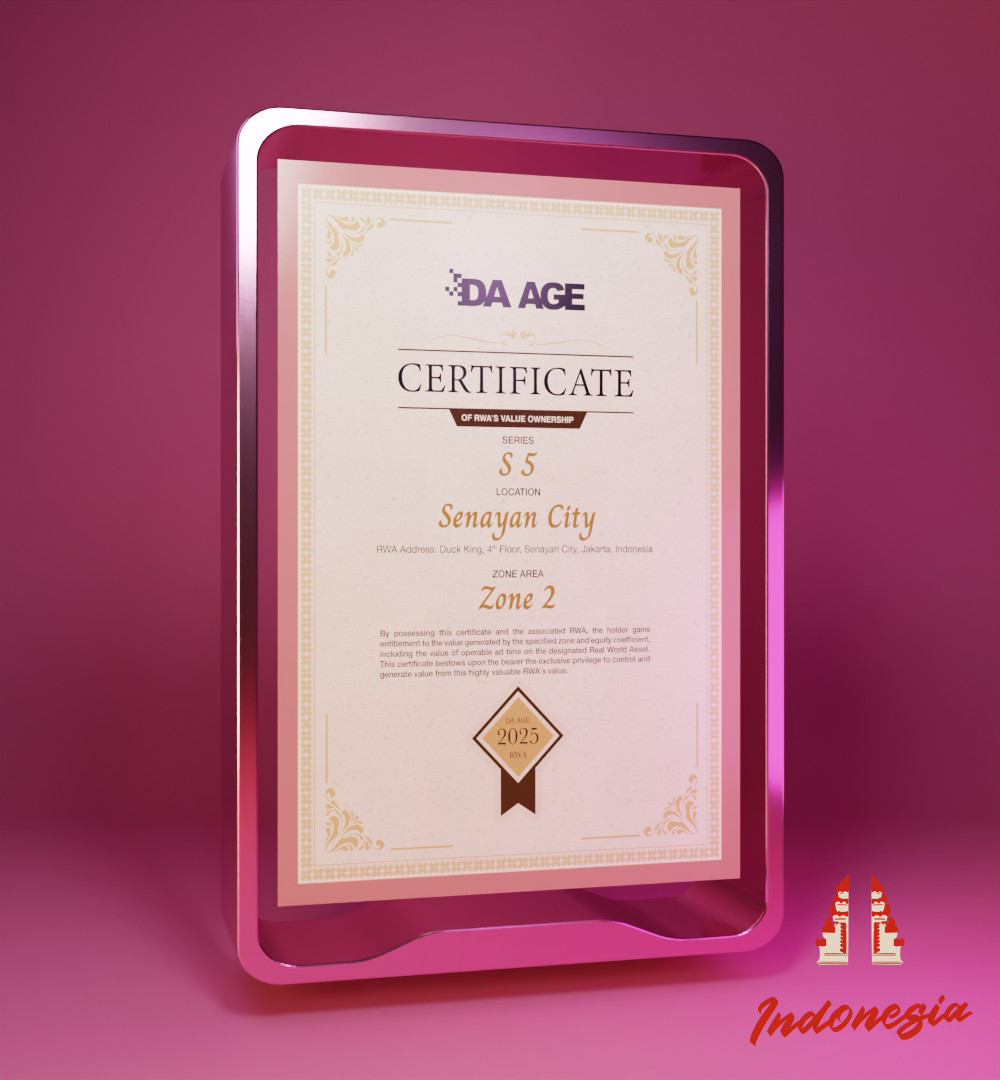 DA AGE
CERTIFICATE
OF RWA'S VALUE OWNERSHIP
SERIES
S 5
LOCATION
Senayan City
RWA Address: Duck King, 4th Floor, Senayan City, Jakarta, Indonesia
ZONE AREA
Zone 2
By possessing this certificate and the associated RWA, the holder gains
entitlement to the value generated by the specified zone and equity coefficient,
including the value of operable ad time on the designated Real World Asset.
This certificate bestows upon the bearer the exclusive privilege to control and
generate value from this highly valuable RWA's value.
DA AGE
2025
RWA
Indonesia